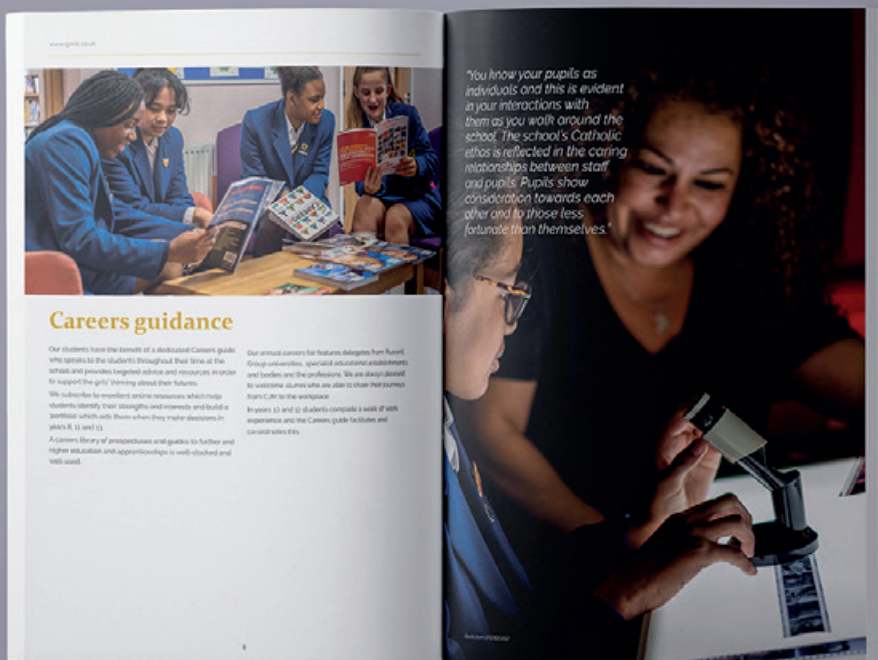 Careers guidance
Our students have the benefit of a dedicated Careers guide
who speaks to the students throughout their time at the
school and provides targeted advice and resources in order
to support the girls' thinking about their futures.
We subscribe to excellent online resources which help
students identify their strengths and interests and build a
'portfolio' which aids them when they make decisions in
years 8, 11 and 13.
A Careers library of prospectuses and guides to further and
higher education and apprenticeships is well-stocked and
well-used.
Our annual careers fair features delegates from Russell
Group universities, specialist educational establishments
and bodies and the professions. We are always pleased
to welcome alumni who are able to share their journeys
from to the workplace.
In years 10 and 12 students complete a week of work
experience and the Careers guide facilitates and
co-ordinates this.
8
"You know your pupils as
individuals and this is evident
in your interactions with
them as you walk around the
school. The school's Catholic
ethos is reflected in the caring
relationships between staff
and pupils. Pupils show
consideration towards each
other and to those less
fortunate than themselves."